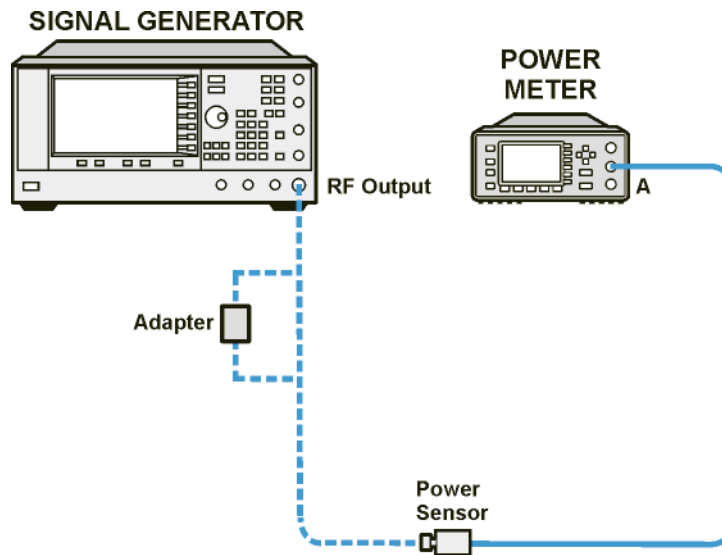 SIGNAL GENERATOR
POWER
METER
RF Output
A
Adapter
Power
Sensor